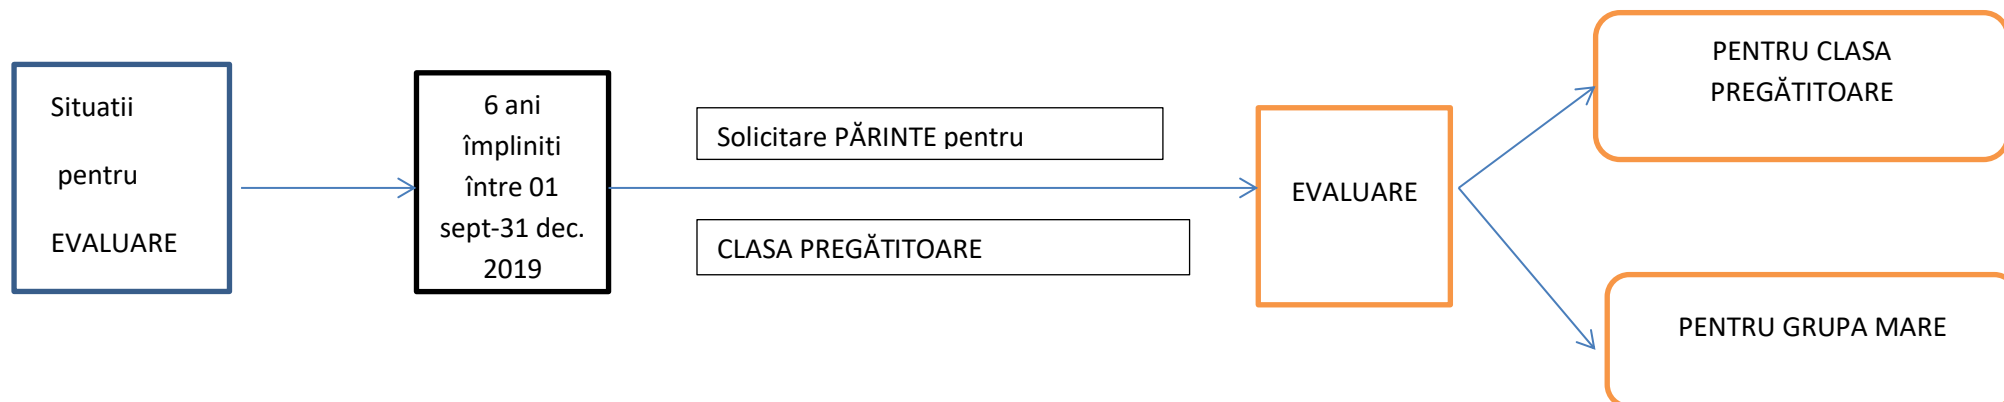 Situatii
pentru
EVALUARE
6 ani
împliniti
între 01
sept-31 dec.
2019
Solicitare PĂRINTE pentru
CLASA PREGĂTITOARE
EVALUARE
PENTRU CLASA
PREGĂTITOARE
PENTRU GRUPA MARE